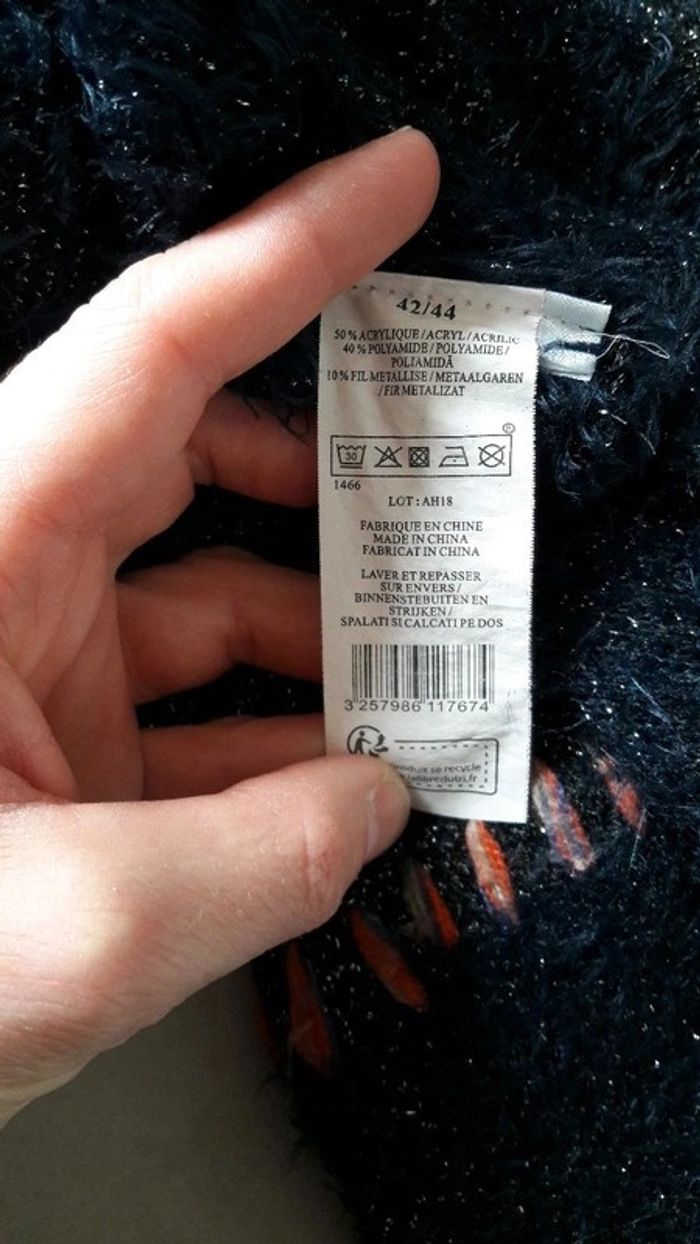 42/44
50% ACRYLIQUE/ACRYL/ACRILIC
40% POLYAMIDE/POLYAMIDE/
POLIAMIDĂ
10% FIL METALLISE/METAALGAREN
/FIR METALIZAT
30
1466
LOT: AH18
FABRIQUE EN CHINE
MADE IN CHINA
FABRICAT IN CHINA
LAVER ET REPASSER
SUR ENVERS/
BINNENSTEBUITEN EN
STRIJKEN/
SPALATI SI CALCATI PE DOS
3 257986 117674
se recycle